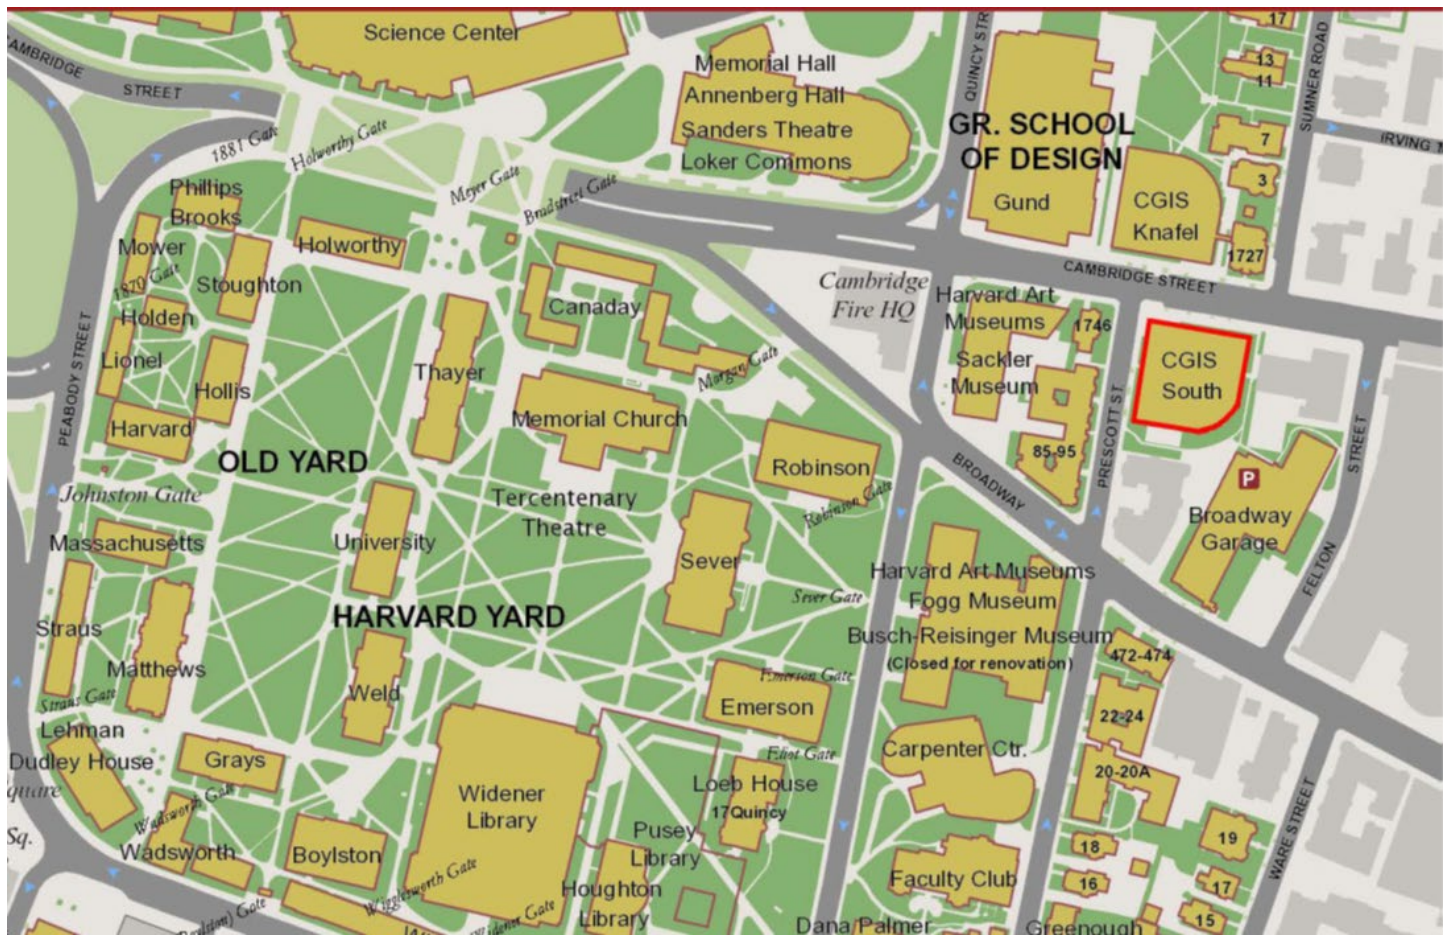 Science Center
Memorial Hall
Annenberg Hall
Sanders Theatre
Loker Commons
QUINCY STR
GR. SCHOOL
OF DESIGN
Gund
CGIS
Knafel
17
13
11
7
3
1727
SUMNER ROAD
IRVING
CAMBRIDGE
STREET
1881 Gate
Holworthy Gate
Meyer Gate
Bradstreet Gate
Phillips
Brooks
Mower
1870 Gate
Stoughton
Holworthy
Holden
Lionel
Hollis
Harvard
PEABODY STREET
Canaday
Thayer
Morgan Gate
Memorial Church
Cambridge
Fire HQ
CAMBRIDGE STREET
Harvard Art
Museums
Sackler
Museum
1746
85-95
PRESCOTT ST.
CGIS
South
P
Broadway
Garage
FELTON
STREET
BROADWAY
OLD YARD
Johnston Gate
Massachusetts
University
Tercentenary
Theatre
Robinson
Robinson Gate
Sever
Sever Gate
HARVARD YARD
Straus
Matthews
Weld
Straus Gate
Lehman
Dudley House
quare
Sq.
Grays
Wadsworth Gate
Wadsworth
Boylston
Widener
Library
Wigglesworth Gate
Emerson
Emerson Gate
Eliot Gate
Loeb House
17Quincy
Pusey
Library
Houghton
Library
Harvard Art Museums
Fogg Museum
Busch-Reisinger Museum
(Closed for renovation)
Carpenter Ctr.
Faculty Club
Dana/Palmer
Greenough
472-474
22-24
20-20A
18
16
19
17
15
WARE STREET